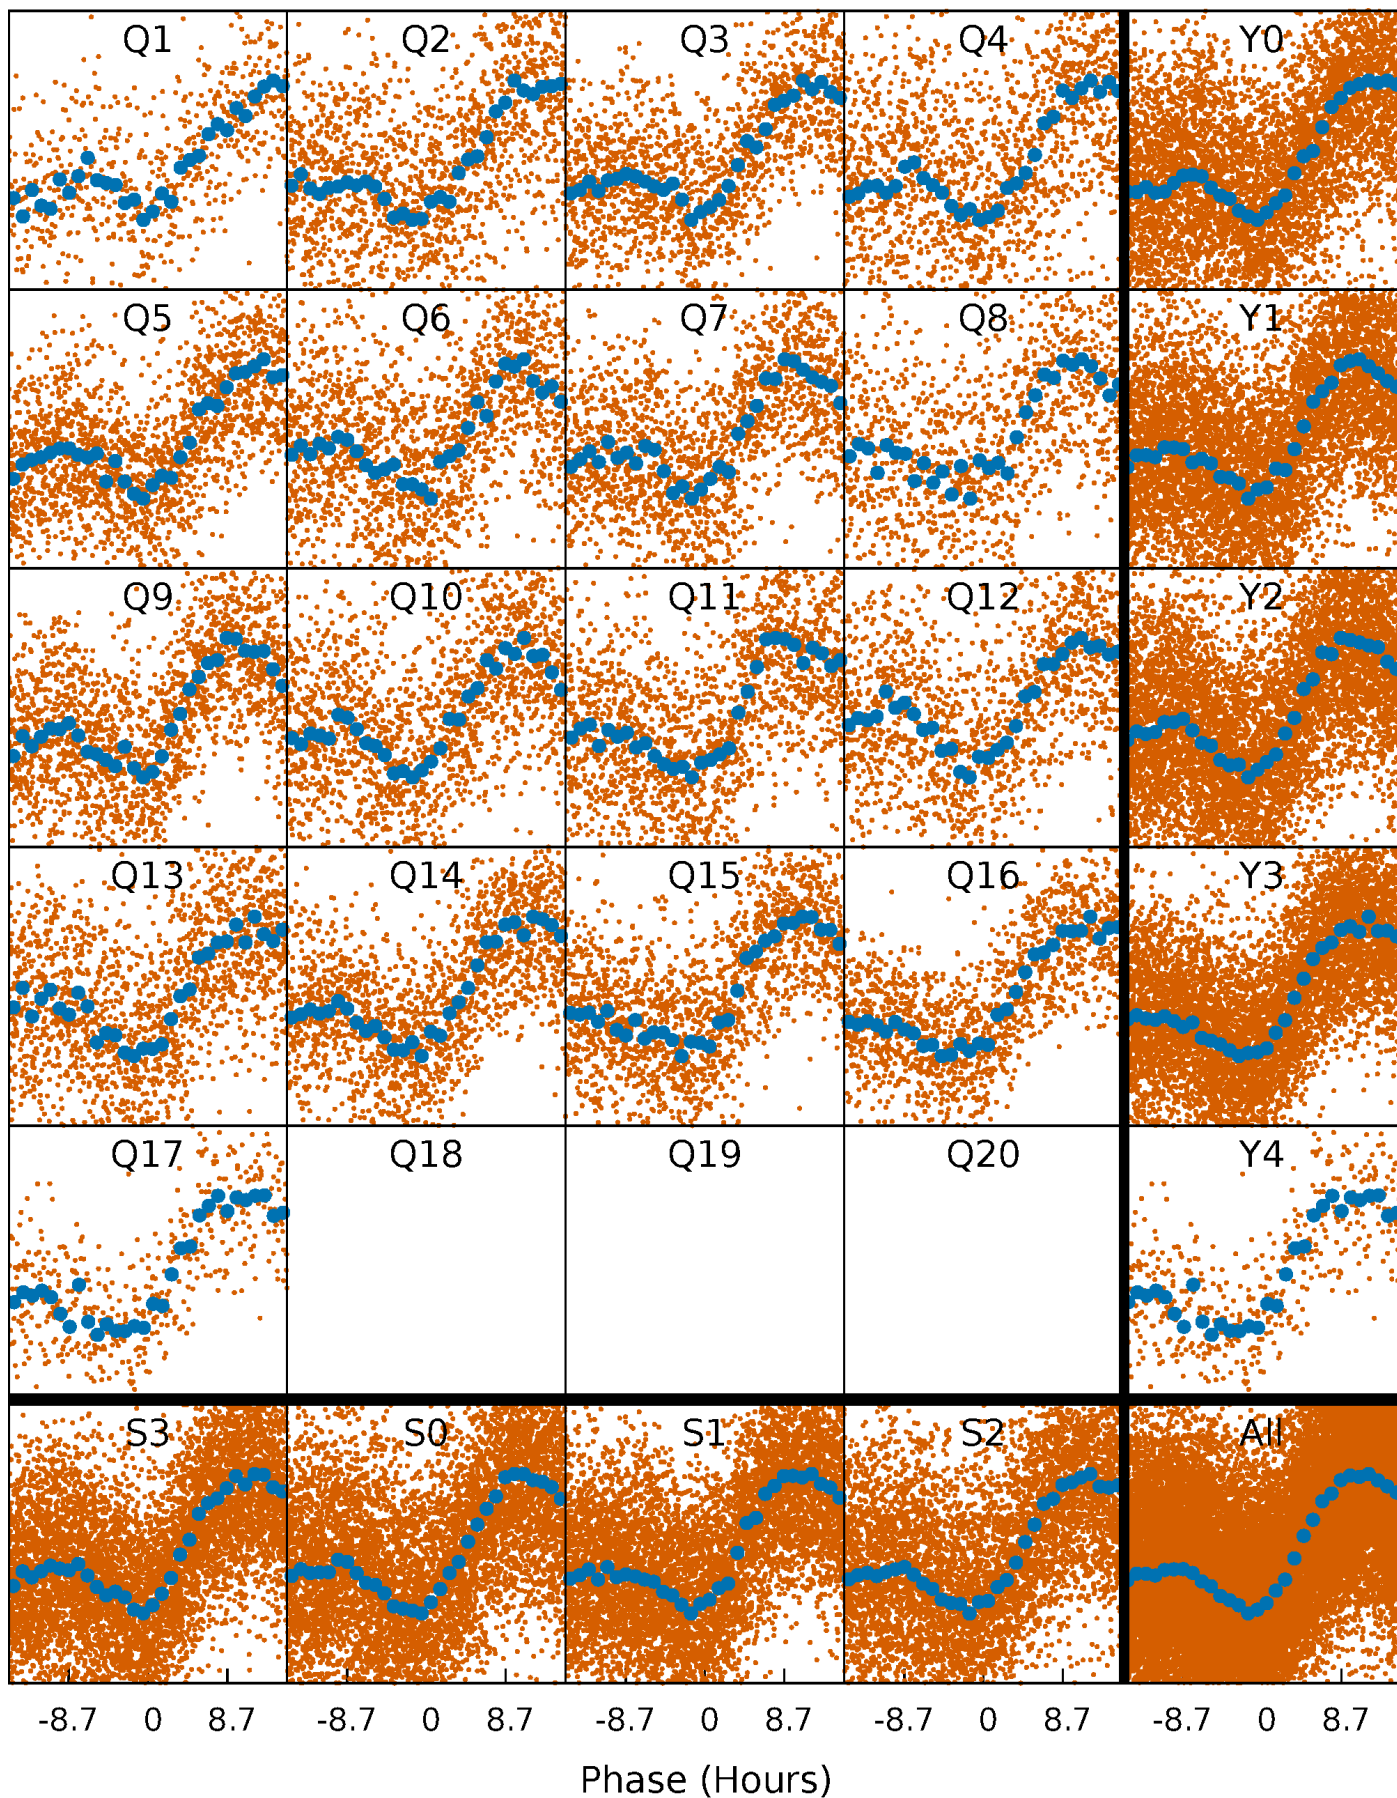 Q1 Q2 Q3 Q4 Y0
Q5 Q6 Q7 Q8 Y1
Q9 Q10 Q11 Q12 Y2
Q13 Q14 Q15 Q16 Y3
Q17 Q18 Q19 Q20 Y4
S3 S0 S1 S2 All
-8.7 0 8.7 -8.7 0 8.7 -8.7 0 8.7 -8.7 0 8.7 -8.7 0 8.7
Phase (Hours)